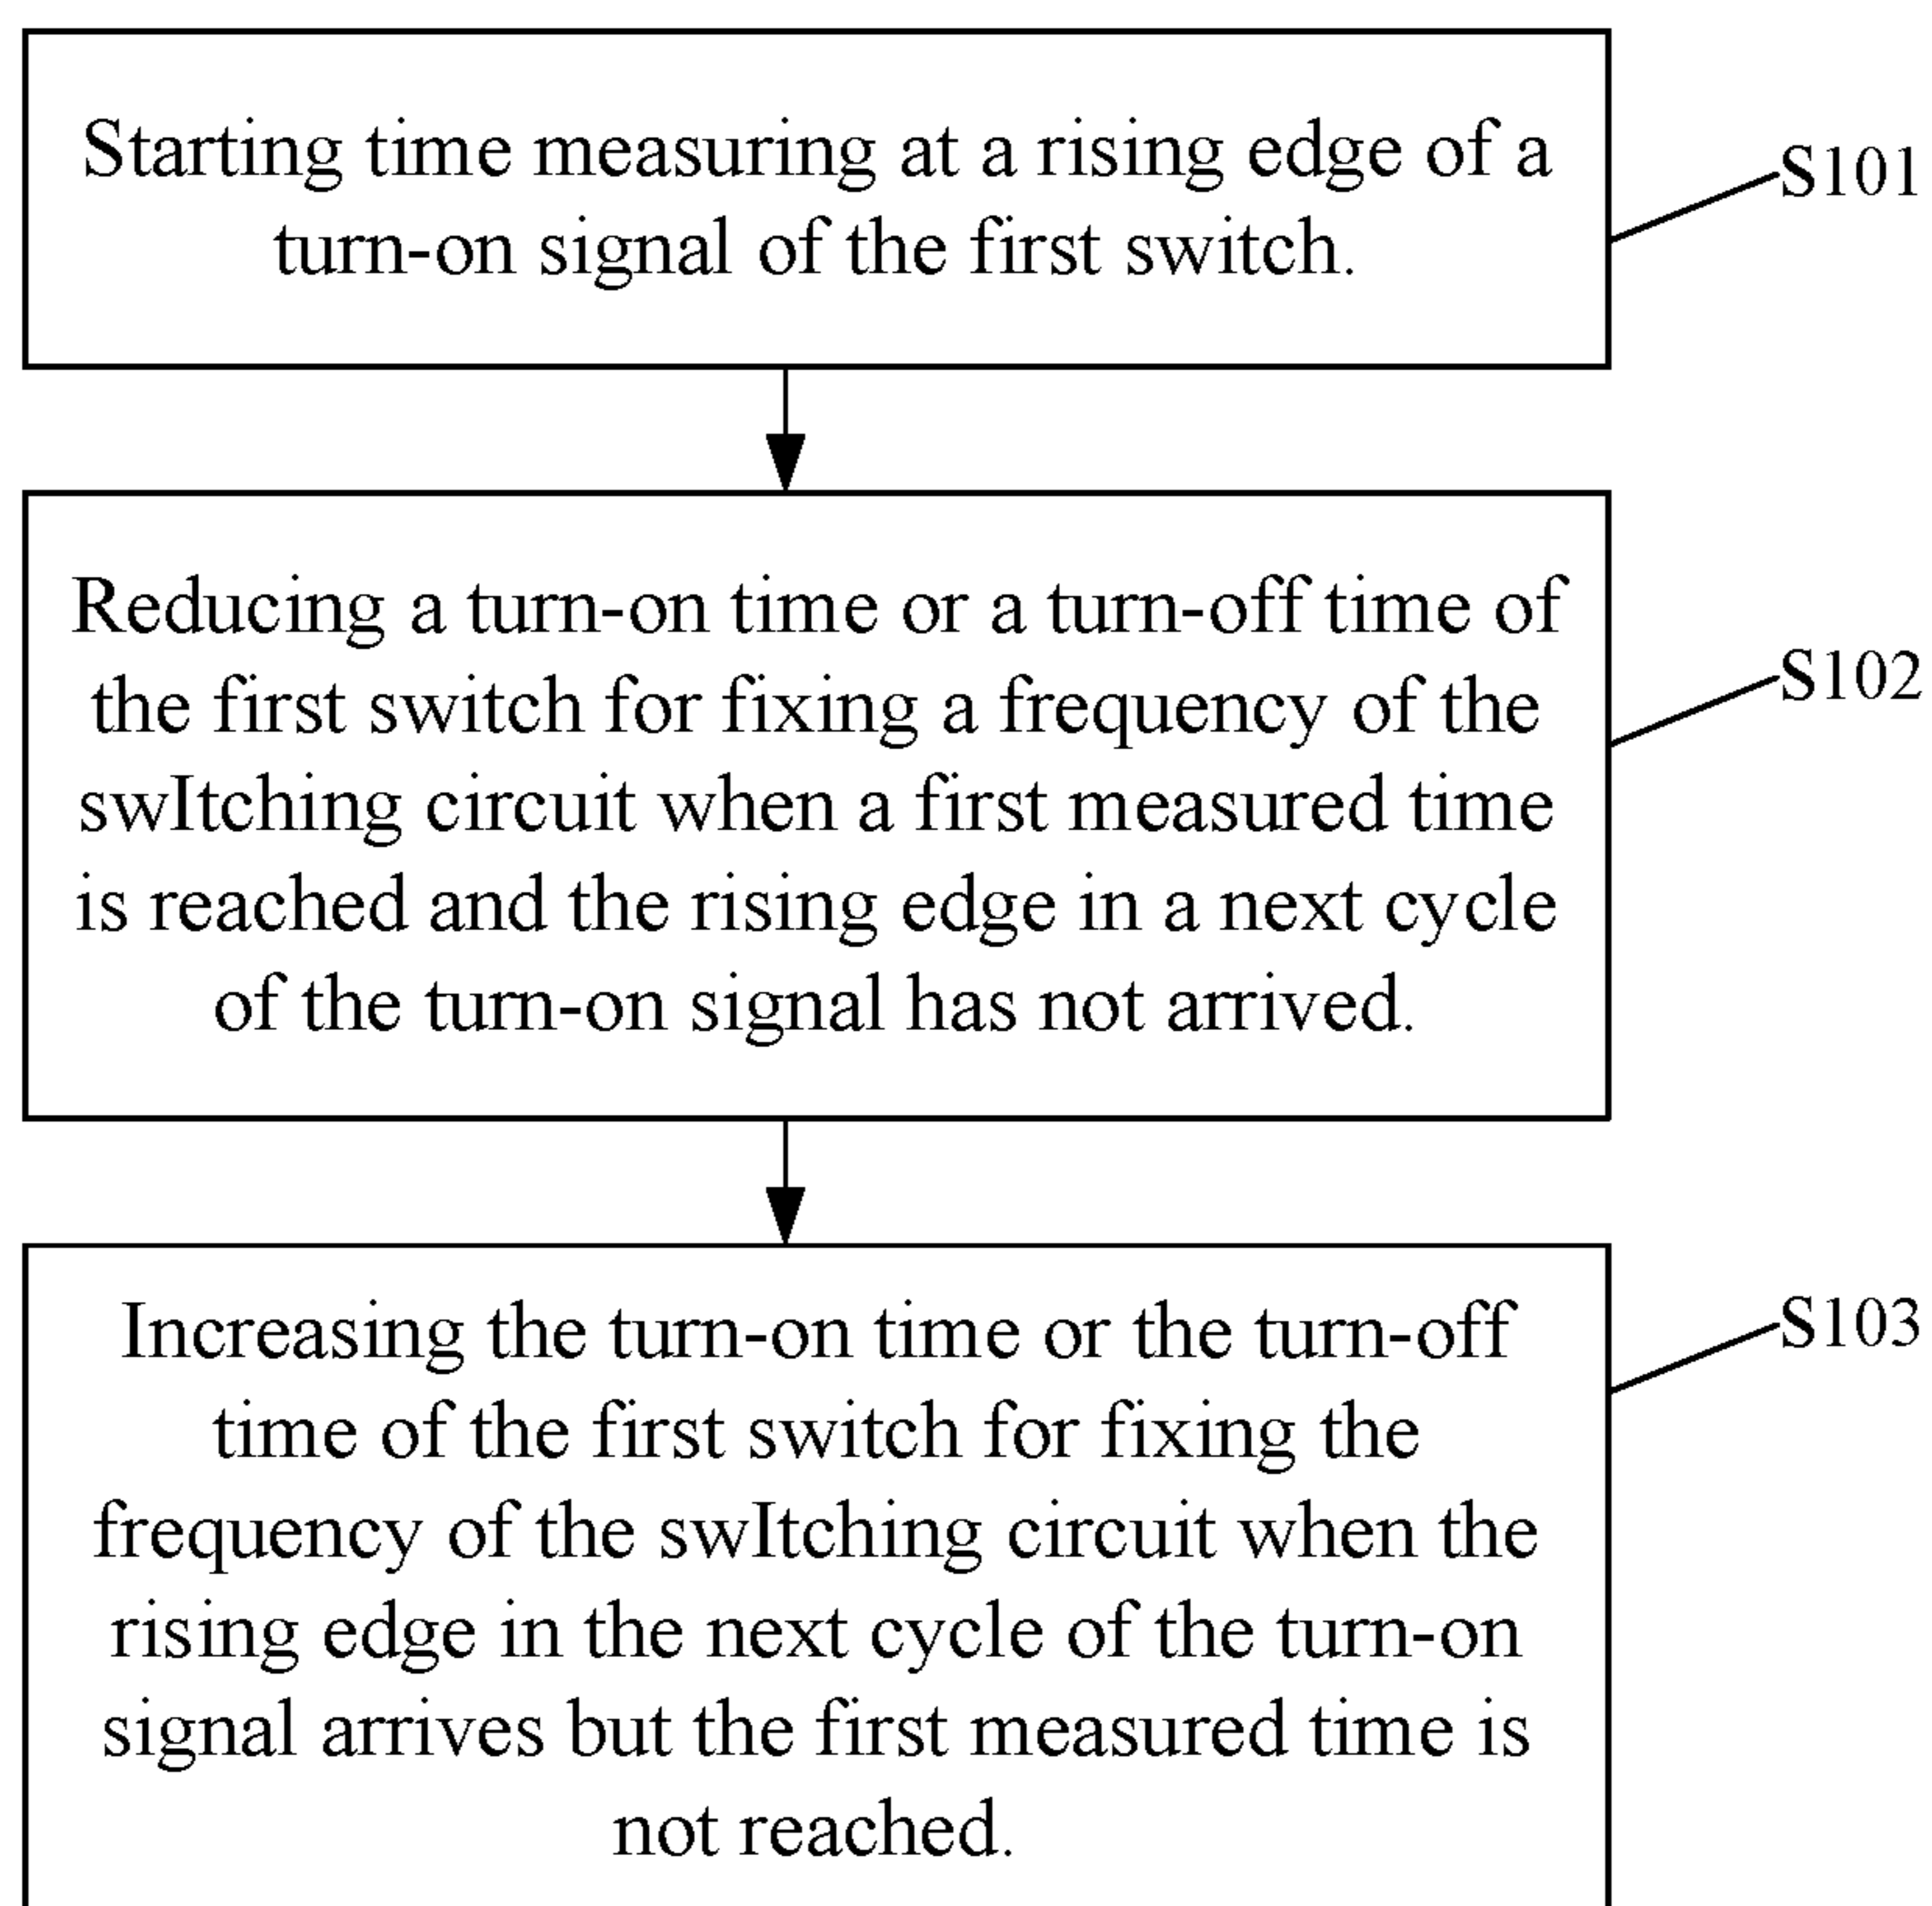 Starting time measuring at a rising edge of a
turn-on signal of the first switch.
S101
Reducing a turn-on time or a turn-off time of
the first switch for fixing a frequency of the
swItching circuit when a first measured time
is reached and the rising edge in a next cycle
of the turn-on signal has not arrived.
S102
Increasing the turn-on time or the turn-off
time of the first switch for fixing the
frequency of the swItching circuit when the
rising edge in the next cycle of the turn-on
signal arrives but the first measured time is
not reached.
S103